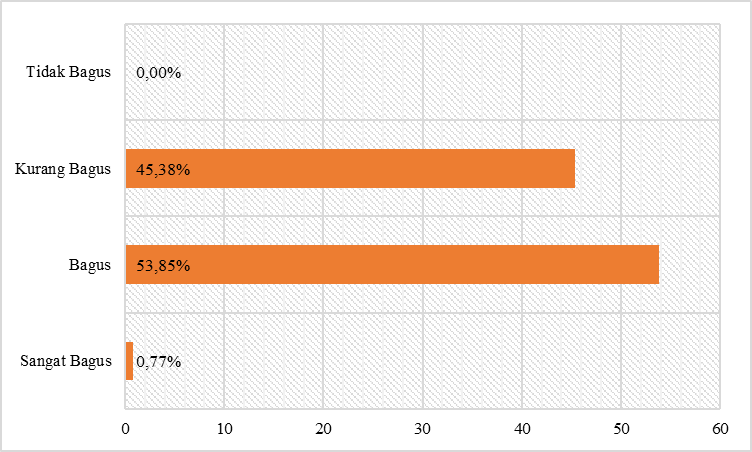 Tidak Bagus 0,00%
Kurang Bagus 45,38%
Bagus 53,85%
Sangat Bagus 0,77%
0 10 20 30 40 50 60